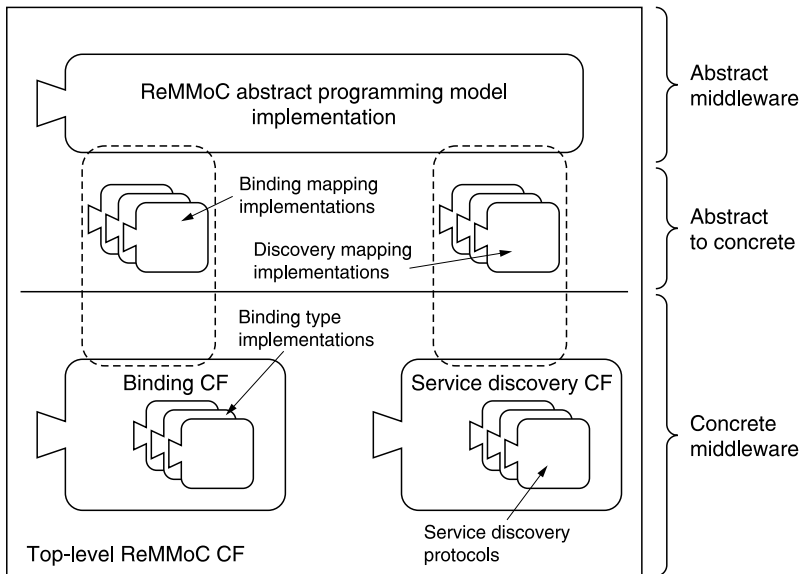 ReMMoC abstract programming model
implementation
Abstract
middleware
Binding mapping
implementations
Discovery mapping
implementations
Abstract
to concrete
Binding type
implementations
Binding CF
Service discovery CF
Concrete
middleware
Service discovery
protocols
Top-level ReMMoC CF